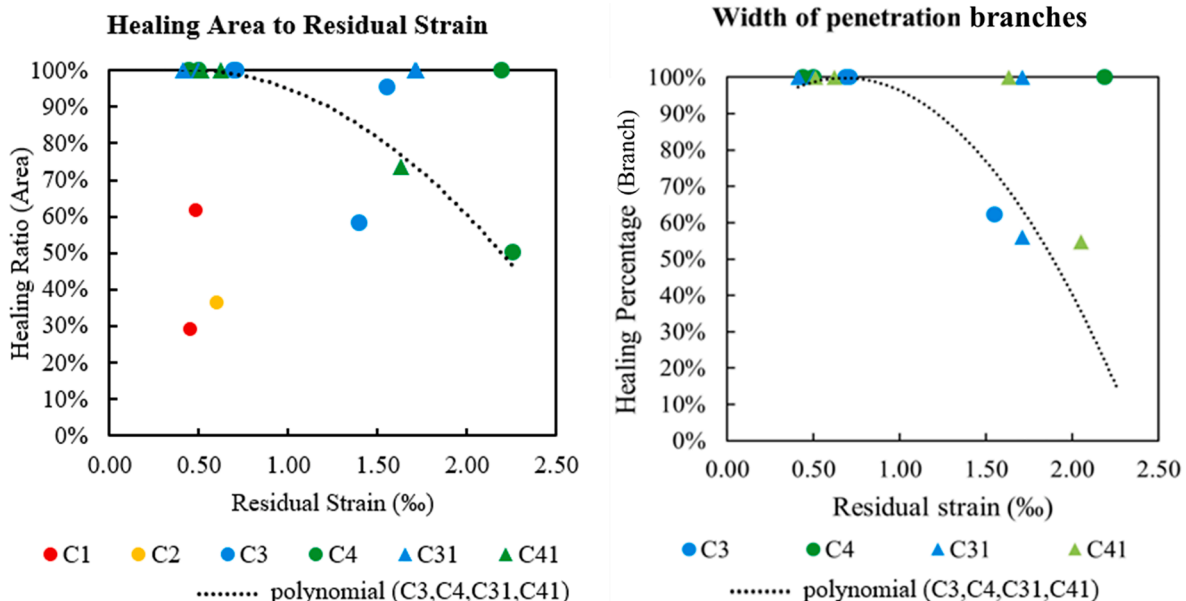 Healing Area to Residual Strain
Healing Ratio (Area)
100%
90%
80%
70%
60%
50%
40%
30%
20%
10%
0%
0.00 0.50 1.00 1.50 2.00 2.50
Residual Strain (‰)
C1 C2 C3 C4 C31 C41
polynomial (C3,C4,C31,C41)
Width of penetration branches
Healing Percentage (Branch)
100%
90%
80%
70%
60%
50%
40%
30%
20%
10%
0%
0.00 0.50 1.00 1.50 2.00 2.50
Residual strain (‰)
C3 C4 C31 C41
polynomial (C3,C4,C31,C41)